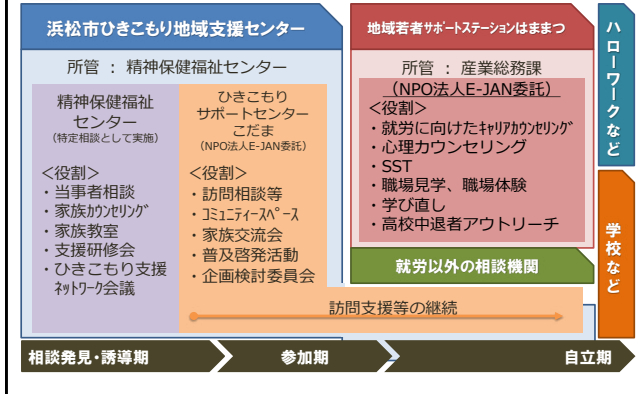 浜松市ひきこもり地域支援センター
所管 : 精神保健福祉センター
精神保健福祉
センター
(特定相談として実施)
<役割>
・当事者相談
・家族ｶｳﾝｾﾘﾝｸﾞ
・家族教室
・支援研修会
・ひきこもり支援
ﾈｯﾄﾜｰｸ会議
ひきこもり
サポートセンター
こだま
(NPO法人E-JAN委託)
<役割>
・訪問相談等
・ｺﾐｭﾆﾃｨｰｽﾍﾟｰｽ
・家族交流会
・普及啓発活動
・企画検討委員会
地域若者ｻﾎﾟｰﾄｽﾃｰｼｮﾝはままつ
所管 : 産業総務課
(NPO法人E-JAN委託)
<役割>
・就労に向けたｷｬﾘｱｶｳﾝｾﾘﾝｸﾞ
・心理カウンセリング
・SST
・職場見学、職場体験
・学び直し
・高校中退者アウトリーチ
就労以外の相談機関
訪問支援等の継続
ハローワークなど
学校など
相談発見・誘導期
参加期
自立期